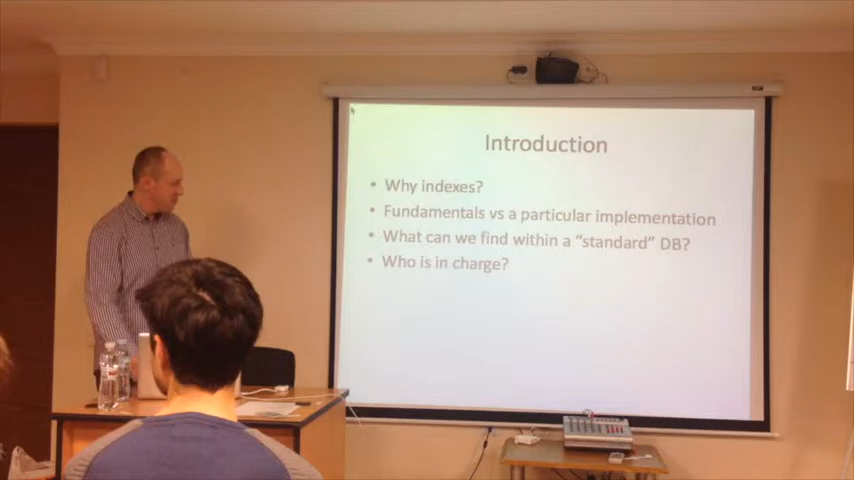 Introduction
• Why indexes?
• Fundamentals vs a particular implementation
• What can we find within a “standard” DB?
• Who is in charge?